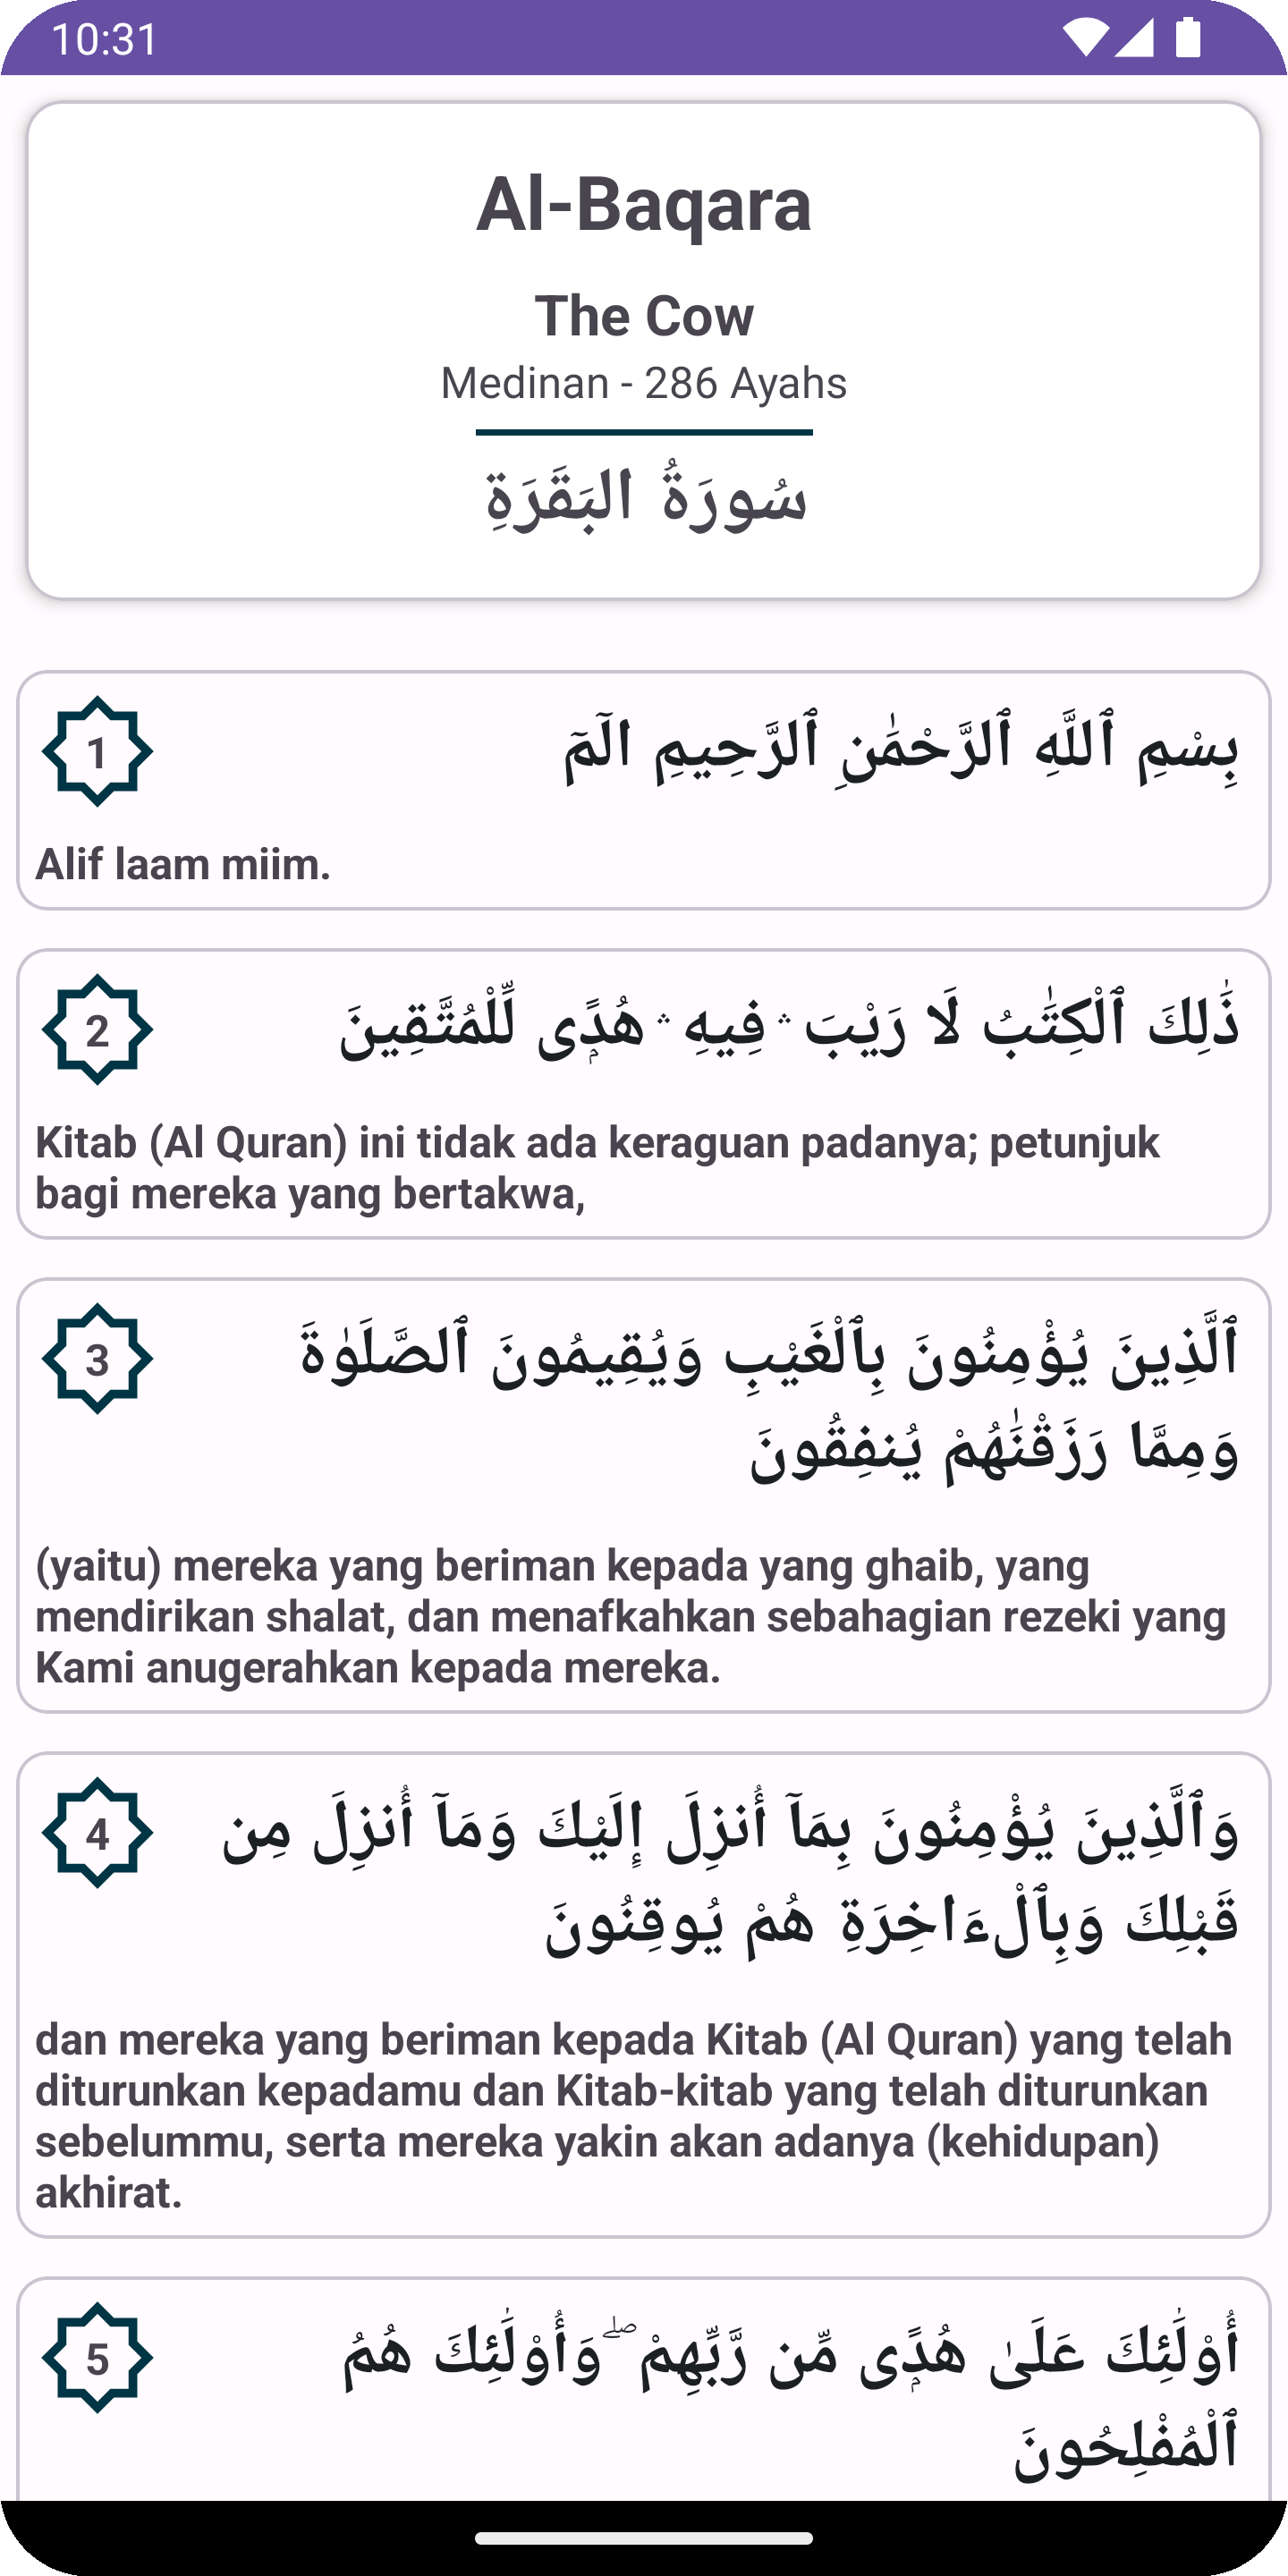 10:31
Al-Baqara
The Cow
Medinan - 286 Ayahs
سُورَةُ البَقَرَةِ
1
بِسْمِ ٱللَّهِ ٱلرَّحْمَٰنِ ٱلرَّحِيمِ الٓمٓ
Alif laam miim.
2
ذَٰلِكَ ٱلْكِتَٰبُ لَا رَيْبَ ۛ فِيهِ ۛ هُدًۭى لِّلْمُتَّقِينَ
Kitab (Al Quran) ini tidak ada keraguan padanya; petunjuk
bagi mereka yang bertakwa,
3
ٱلَّذِينَ يُؤْمِنُونَ بِٱلْغَيْبِ وَيُقِيمُونَ ٱلصَّلَوٰةَ
وَمِمَّا رَزَقْنَٰهُمْ يُنفِقُونَ
(yaitu) mereka yang beriman kepada yang ghaib, yang
mendirikan shalat, dan menafkahkan sebahagian rezeki yang
Kami anugerahkan kepada mereka.
4
وَٱلَّذِينَ يُؤْمِنُونَ بِمَآ أُنزِلَ إِلَيْكَ وَمَآ أُنزِلَ مِن
قَبْلِكَ وَبِٱلْءَاخِرَةِ هُمْ يُوقِنُونَ
dan mereka yang beriman kepada Kitab (Al Quran) yang telah
diturunkan kepadamu dan Kitab-kitab yang telah diturunkan
sebelummu, serta mereka yakin akan adanya (kehidupan)
akhirat.
5
أُو۟لَٰٓئِكَ عَلَىٰ هُدًۭى مِّن رَّبِّهِمْ ۖ وَأُو۟لَٰٓئِكَ هُمُ
ٱلْمُفْلِحُونَ